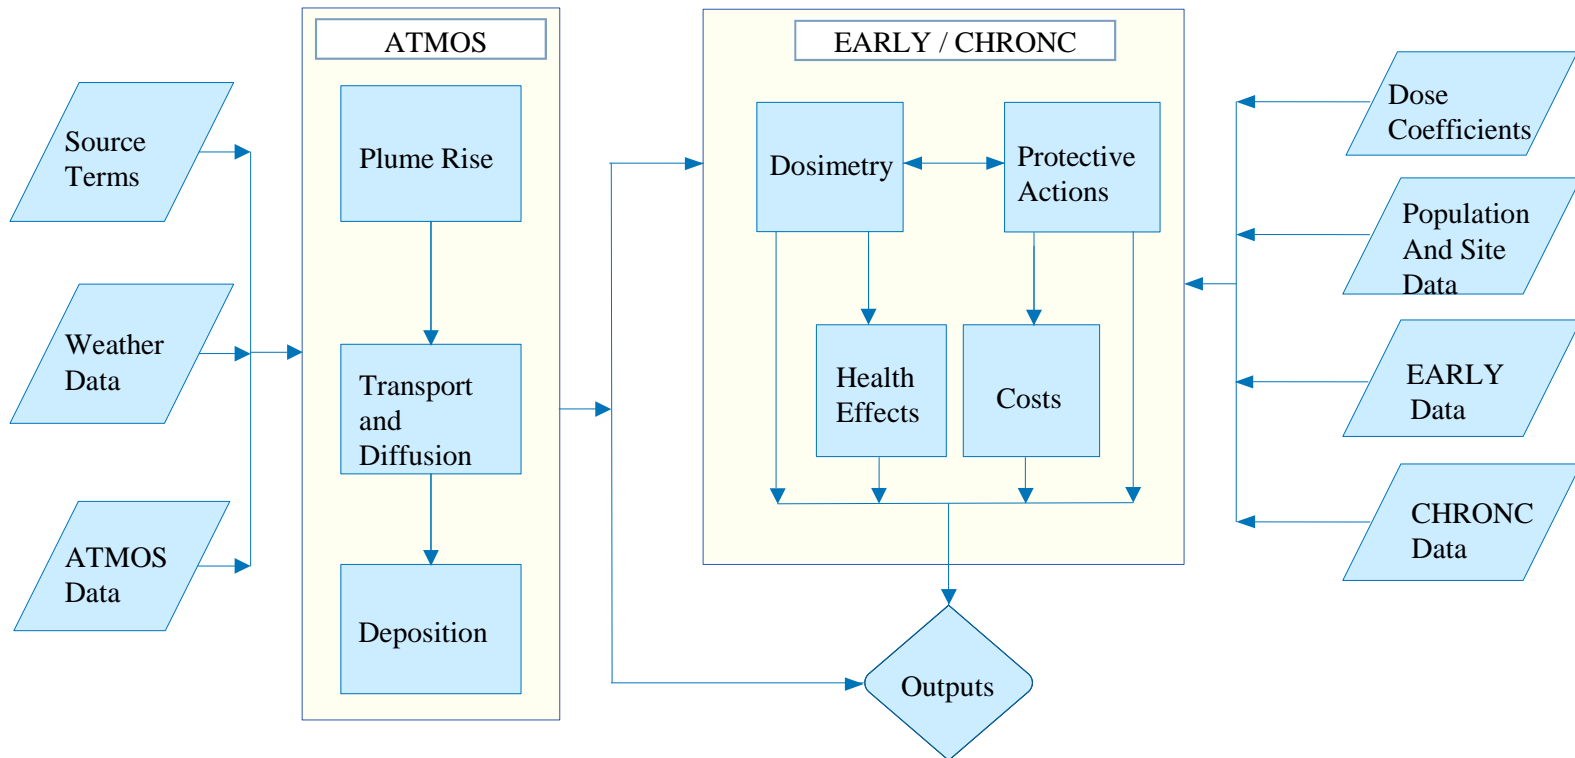 ATMOS
EARLY / CHRONC
Source
Terms
Weather
Data
ATMOS
Data
Plume Rise
Transport
and
Diffusion
Deposition
Dosimetry
Protective
Actions
Health
Effects
Costs
Outputs
Dose
Coefficients
Population
And Site
Data
EARLY
Data
CHRONC
Data